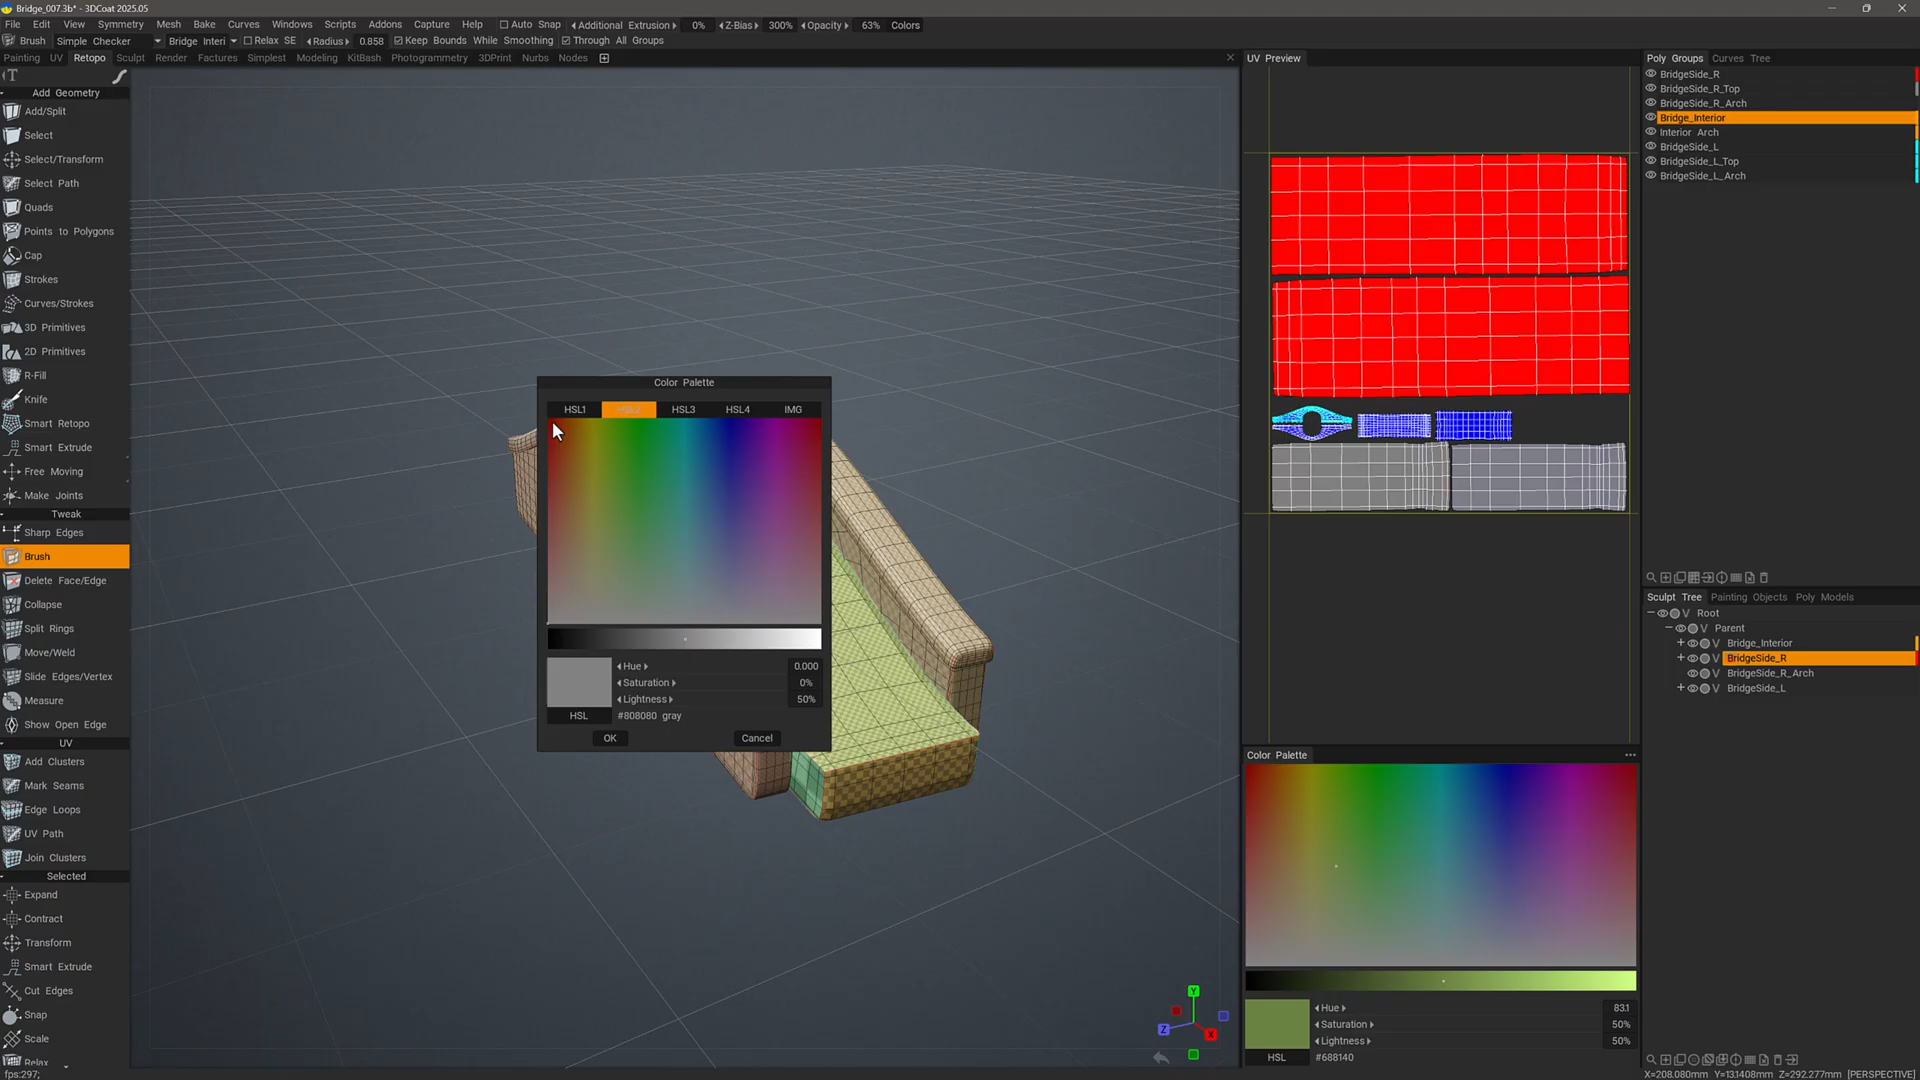 Bridge_007.3b* - 3DCoat 2025.05
File Edit View Symmetry Mesh Bake Curves Windows Scripts Addons Capture Help Auto Snap Additional Extrusion 0% Z-Bias 300% Opacity 63% Colors
Brush Simple Checker Bridge Interi Relax SE Radius 0.858 Keep Bounds While Smoothing Through All Groups
Painting UV Retopo Sculpt Render Factures Simplest Modeling KitBash Photogrammetry 3DPrint Nurbs Nodes
T
Add Geometry
Add/Split
Select
Select/Transform
Select Path
Quads
Points to Polygons
Cap
Strokes
Curves/Strokes
3D Primitives
2D Primitives
R-Fill
Knife
Smart Retopo
Smart Extrude
Free Moving
Make Joints
Tweak
Sharp Edges
Brush
Delete Face/Edge
Collapse
Split Rings
Move/Weld
Slide Edges/Vertex
Measure
Show Open Edge
UV
Add Clusters
Mark Seams
Edge Loops
UV Path
Join Clusters
Selected
Expand
Contract
Transform
Smart Extrude
Cut Edges
Snap
Scale
Relax
fps:297;
Color Palette
HSL1 HSL2 HSL3 HSL4 IMG
Hue 0.000
Saturation 0%
Lightness 50%
HSL #808080 gray
OK Cancel
Y
Z X
UV Preview
Color Palette
Hue 83.1
Saturation 50%
Lightness 50%
HSL #688140
Poly Groups Curves Tree
BridgeSide_R
BridgeSide_R_Top
BridgeSide_R_Arch
Bridge_Interior
Interior Arch
BridgeSide_L
BridgeSide_L_Top
BridgeSide_L_Arch
Sculpt Tree Painting Objects Poly Models
V Root
V Parent
V Bridge_Interior
V BridgeSide_R
V BridgeSide_R_Arch
V BridgeSide_L
X=208.080mm Y=13.1408mm Z=292.277mm [PERSPECTIVE]